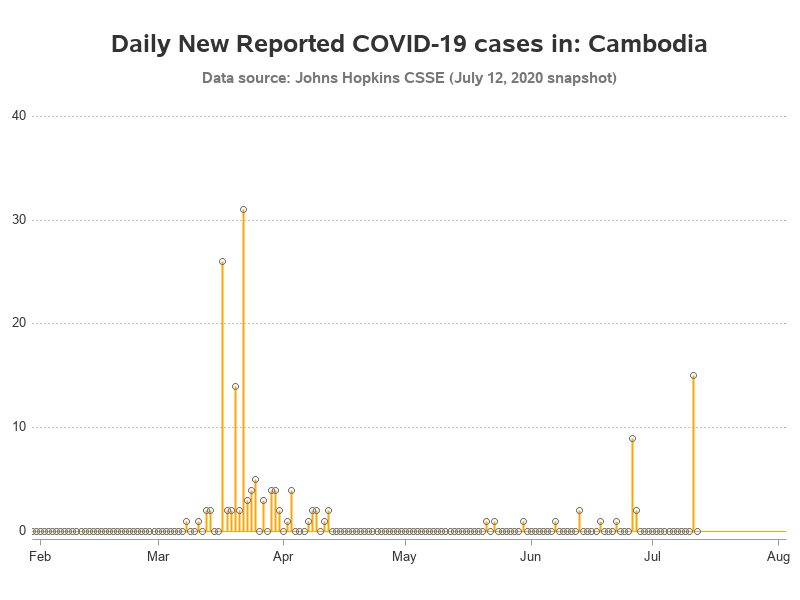 Daily New Reported COVID-19 cases in: Cambodia
Data source: Johns Hopkins CSSE (July 12, 2020 snapshot)
40
30
20
10
0
Feb Mar Apr May Jun Jul Aug